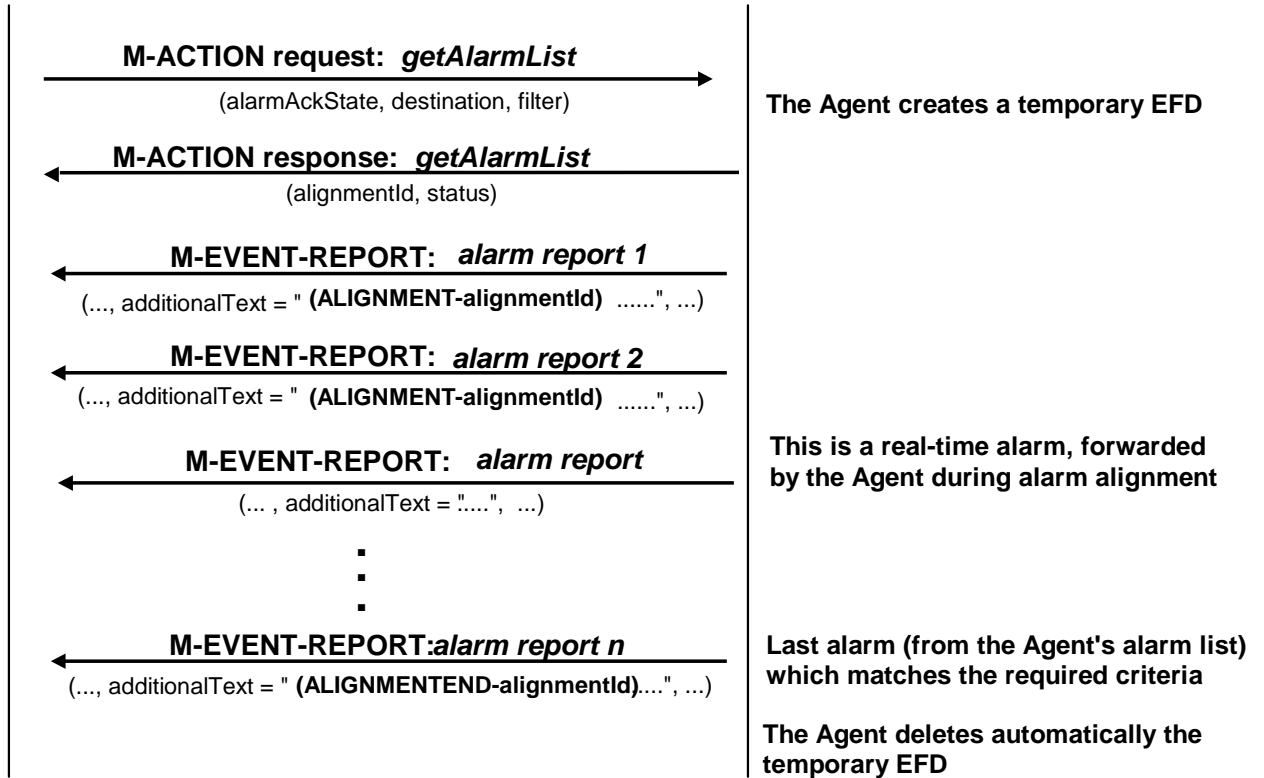 M-ACTION request: getAlarmList
(alarmAckState, destination, filter)
The Agent creates a temporary EFD
M-ACTION response: getAlarmList
(alignmentId, status)
M-EVENT-REPORT: alarm report 1
(..., additionalText = " (ALIGNMENT-alignmentId) ......", ...)
M-EVENT-REPORT: alarm report 2
(..., additionalText = " (ALIGNMENT-alignmentId) ......", ...)
M-EVENT-REPORT: alarm report
(... , additionalText = ".....", ...)
This is a real-time alarm, forwarded
by the Agent during alarm alignment
M-EVENT-REPORT:alarm report n
(..., additionalText = " (ALIGNMENTEND-alignmentId)....", ...)
Last alarm (from the Agent's alarm list)
which matches the required criteria
The Agent deletes automatically the
temporary EFD